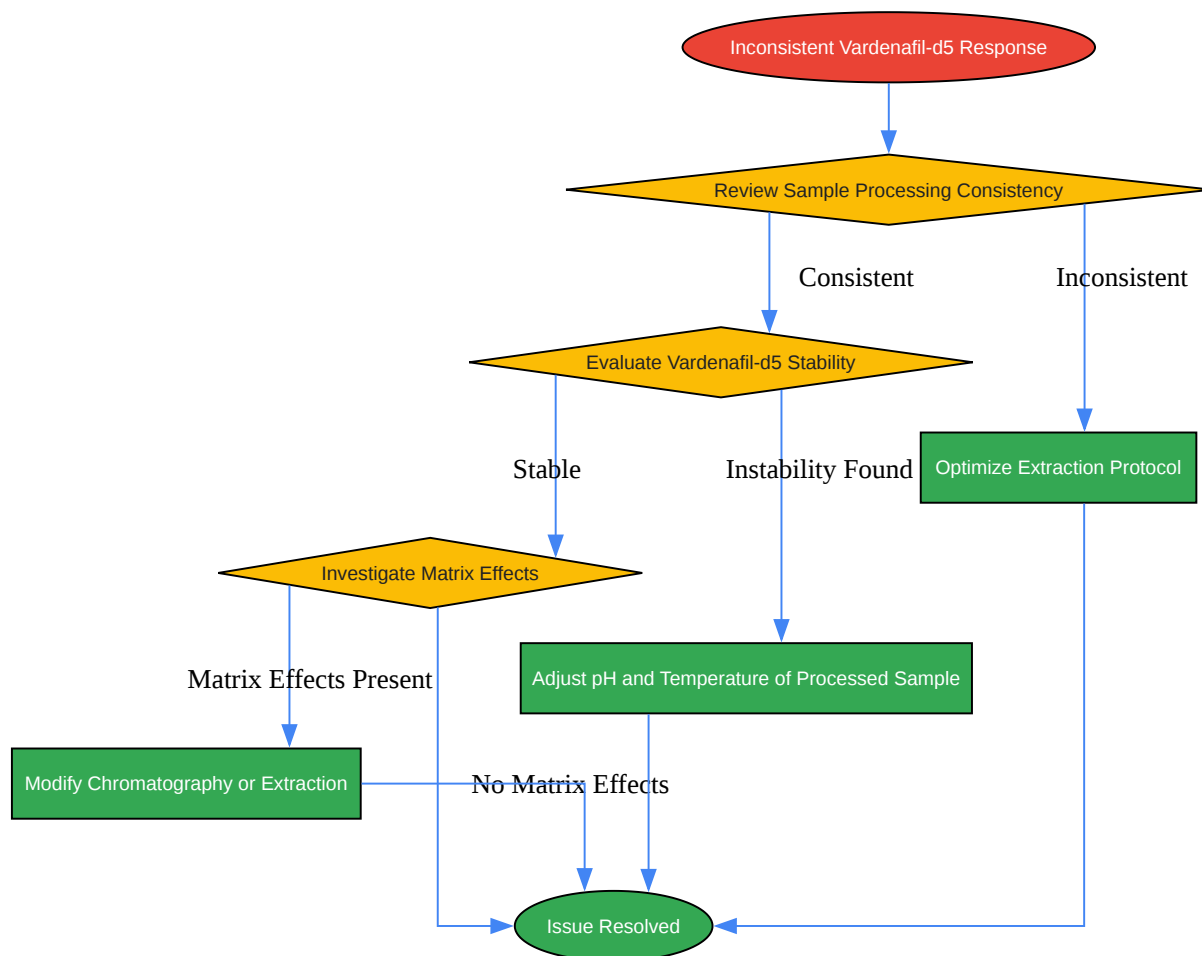 Inconsistent Vardenafil-d5 Response
Review Sample Processing Consistency
Consistent
Inconsistent
Evaluate Vardenafil-d5 Stability
Stable
Instability Found
Optimize Extraction Protocol
Investigate Matrix Effects
Matrix Effects Present
Adjust pH and Temperature of Processed Sample
Modify Chromatography or Extraction
No Matrix Effects
Issue Resolved